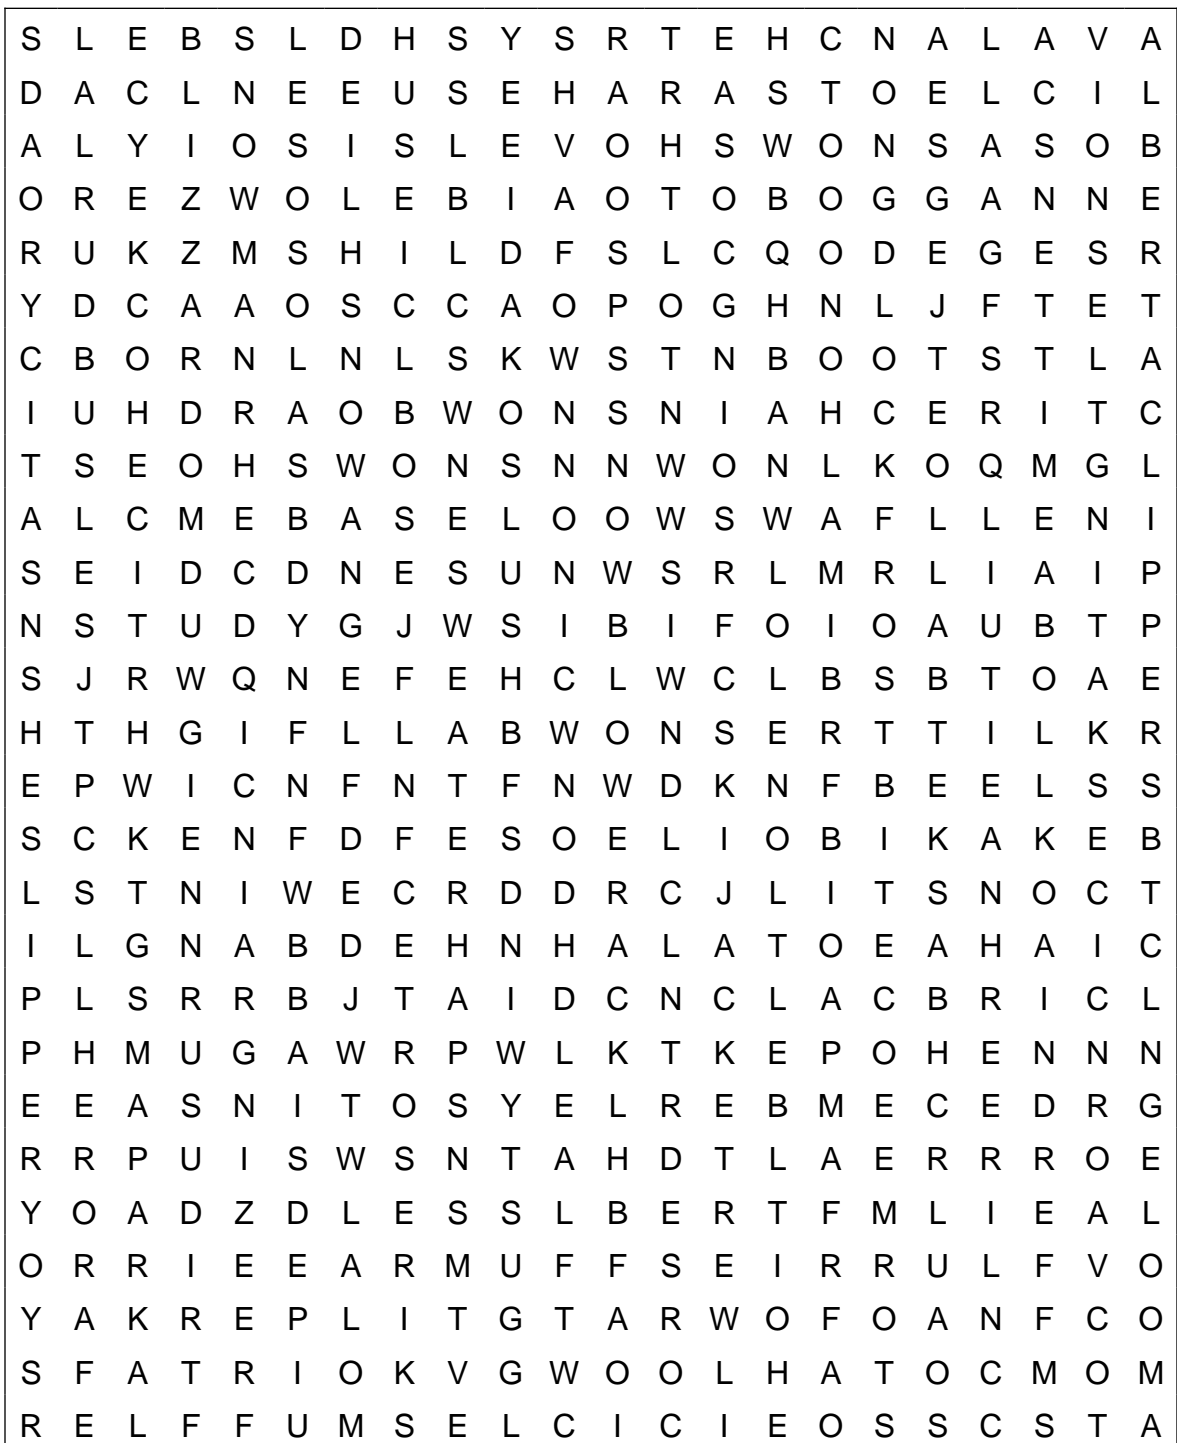 S L E B S L D H S Y S R T E H C N A L A V A
D A C L N E E U S E H A R A S T O E L C I L
A L Y I O S I S L E V O H S W O N S A S O B
O R E Z W O L E B I A O T O B O G G A N N E
R U K Z M S H I L D F S L C Q O D E G E S R
Y D C A A O S C C A O P O G H N L J F T E T
C B O R N L N L S K W S T N B O O T S T L A
I U H D R A O B W O N S N I A H C E R I T C
T S E O H S W O N S N N W O N L K O Q M G L
A L C M E B A S E L O O W S W A F L L E N I
S E I D C D N E S U N W S R L M R L I A I P
N S T U D Y G J W S I B I F O I O A U B T P
S J R W Q N E F E H C L W C L B S B T O A E
H T H G I F L L A B W O N S E R T T I L K R
E P W I C N F N T F N W D K N F B E E L S S
S C K E N F D F E S O E L I O B I K A K E B
L S T N I W E C R D D R C J L I T S N O C T
I L G N A B D E H N H A L A T O E A H A I C
P L S R R B J T A I D C N C L A C B R I C L
P H M U G A W R P W L K T K E P O H E N N N
E E A S N I T O S Y E L R E B M E C E D R G
R R P U I S W S N T A H D T L A E R R R O E
Y O A D Z D L E S S L B E R T F M L I E A L
O R R I E E A R M U F F S E I R R U L F V O
Y A K R E P L I T G T A R W O F O A N F C O
S F A T R I O K V G W O O L H A T O C M O M
R E L F F U M S E L C I C I E O S S C S T A